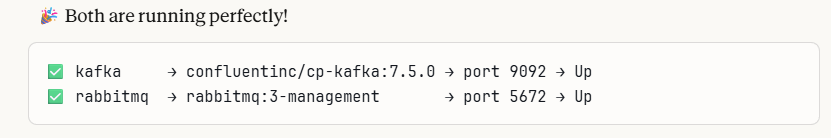 🎉 Both are running perfectly!
✅ kafka     → confluentinc/cp-kafka:7.5.0 → port 9092 → Up
✅ rabbitmq  → rabbitmq:3-management       → port 5672 → Up